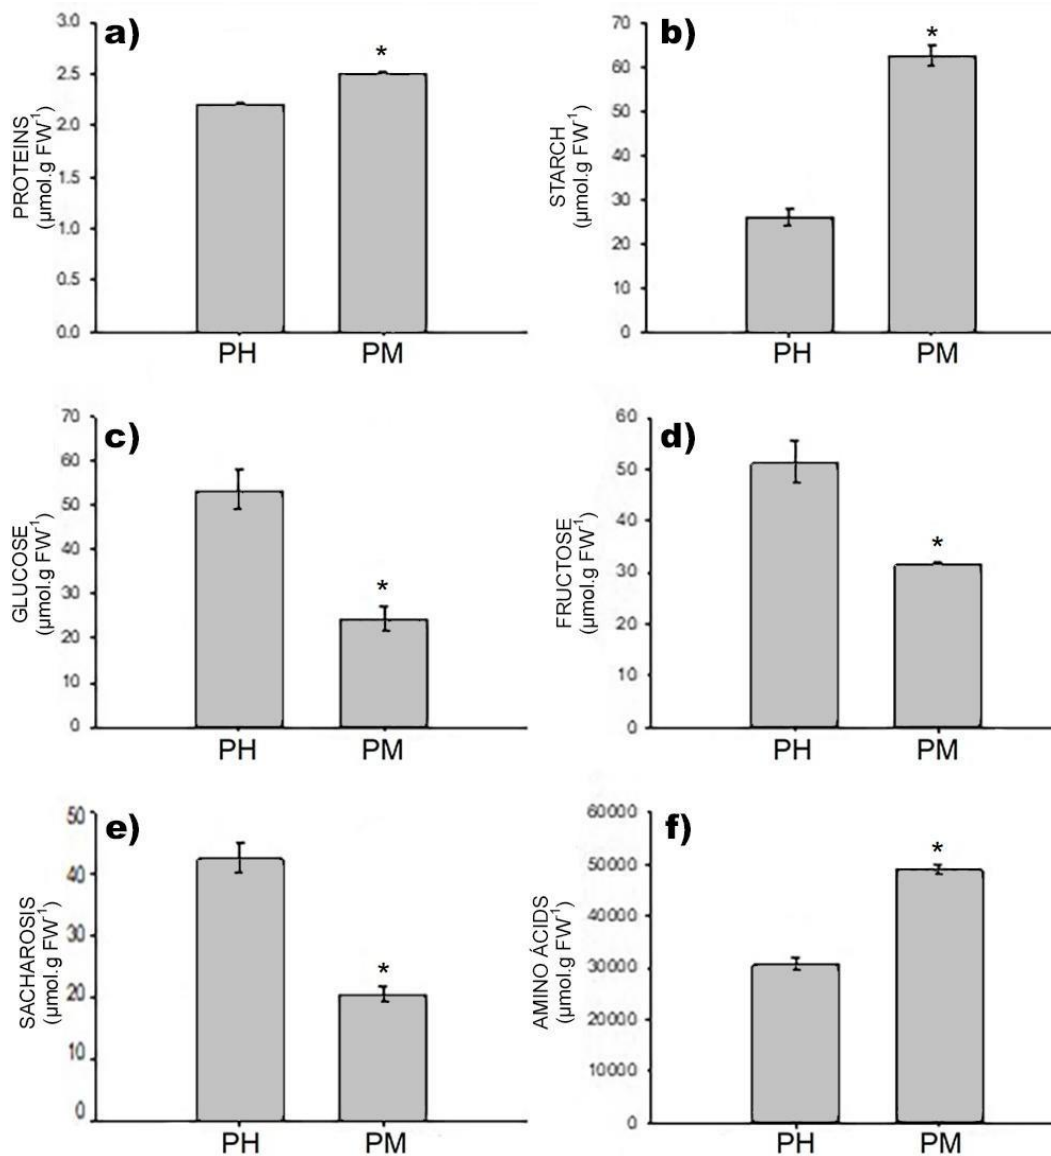 a)
PROTEINS
(µmol.g FW⁻¹)
3.0
2.5
2.0
1.5
1.0
0.5
0.0
*
PH PM
b)
STARCH
(µmol.g FW⁻¹)
70
60
50
40
30
20
10
0
*
PH PM
c)
GLUCOSE
(µmol.g FW⁻¹)
70
60
50
40
30
20
10
0
*
PH PM
d)
FRUCTOSE
(µmol.g FW⁻¹)
60
50
40
30
20
10
0
*
PH PM
e)
SACHAROSIS
(µmol.g FW⁻¹)
50
40
30
20
10
0
*
PH PM
f)
AMINO ÁCIDS
(µmol.g FW⁻¹)
60000
50000
40000
30000
20000
10000
0
*
PH PM